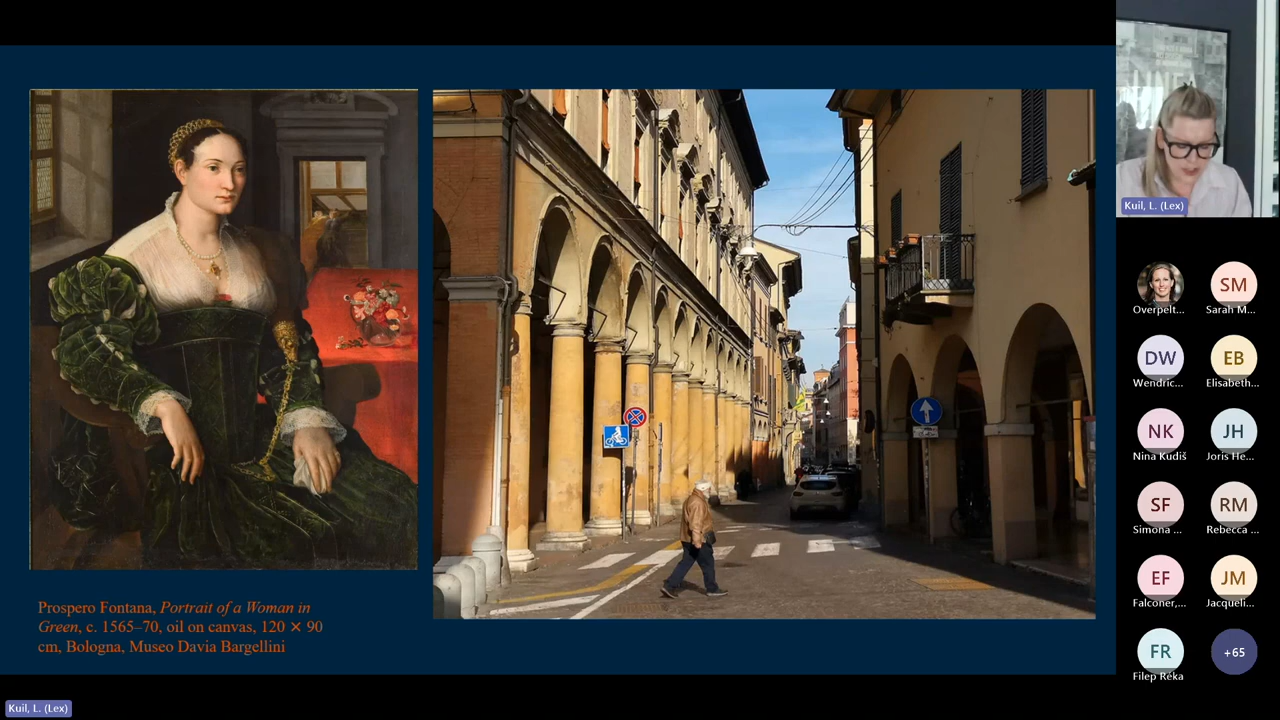 Prospero Fontana, Portrait of a Woman in
Green, c. 1565–70, oil on canvas, 120 × 90
cm, Bologna, Museo Davia Bargellini
Kuil, L. (Lex)
Overpelt...
SM
Sarah M...
DW
Wendric...
EB
Elisabeth...
NK
Nina Kudiš
JH
Joris He...
SF
Simona ...
RM
Rebecca ...
EF
Falconer,...
JM
Jacqueli...
FR
Filep Réka
+65
Kuil, L. (Lex)